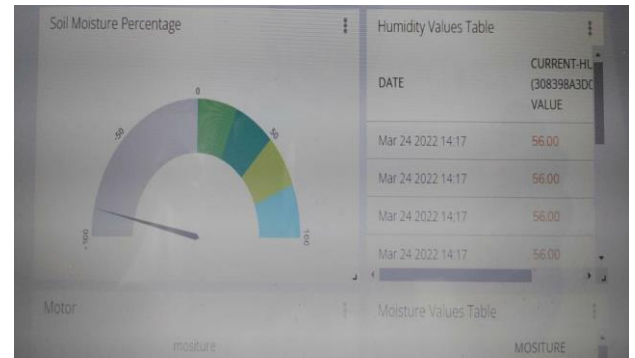 Soil Moisture Percentage
0
-50
50
-100
100
Humidity Values Table
DATE
CURRENT-HU
(308398A3DC
VALUE
Mar 24 2022 14:17 56.00
Mar 24 2022 14:17 56.00
Mar 24 2022 14:17 56.00
Mar 24 2022 14:17 56.00
Motor
mositure
Moisture Values Table
MOSITURE